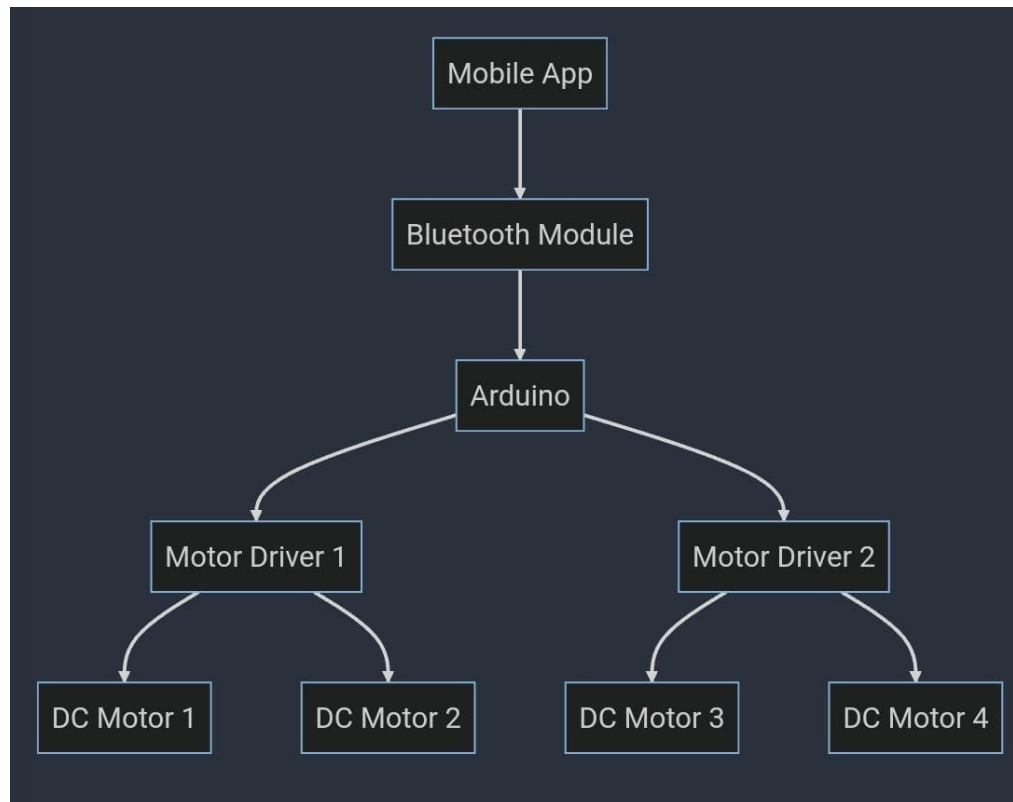 Mobile App
Bluetooth Module
Arduino
Motor Driver 1
Motor Driver 2
DC Motor 1
DC Motor 2
DC Motor 3
DC Motor 4